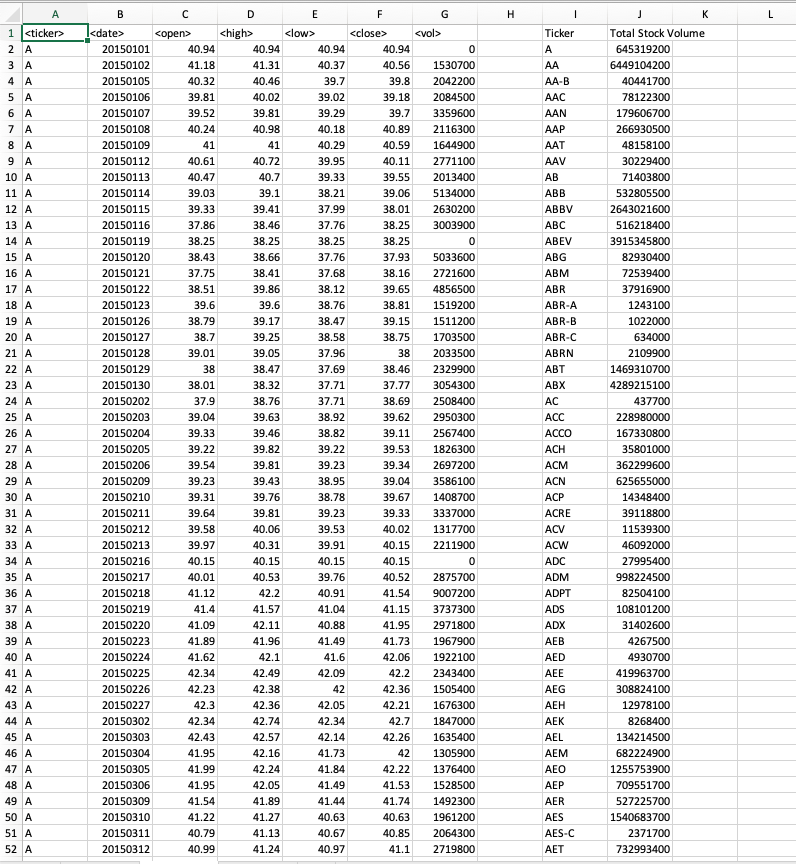 A B C D E F G H I J K L
1 <ticker> <date> <open> <high> <low> <close> <vol> Ticker Total Stock Volume
2 A 20150101 40.94 40.94 40.94 40.94 0 A 645319200
3 A 20150102 41.18 41.31 40.37 40.56 1530700 AA 6449104200
4 A 20150105 40.32 40.46 39.7 39.8 2042200 AA-B 40441700
5 A 20150106 39.81 40.02 39.02 39.18 2084500 AAC 78122300
6 A 20150107 39.52 39.81 39.29 39.7 3359600 AAN 179606700
7 A 20150108 40.24 40.98 40.18 40.89 2116300 AAP 266930500
8 A 20150109 41 41 40.29 40.59 1644900 AAT 48158100
9 A 20150112 40.61 40.72 39.95 40.11 2771100 AAV 30229400
10 A 20150113 40.47 40.7 39.33 39.55 2013400 AB 71403800
11 A 20150114 39.03 39.1 38.21 39.06 5134000 ABB 532805500
12 A 20150115 39.33 39.41 37.99 38.01 2630200 ABBV 2643021600
13 A 20150116 37.86 38.46 37.76 38.25 3003900 ABC 516218400
14 A 20150119 38.25 38.25 38.25 38.25 0 ABEV 3915345800
15 A 20150120 38.43 38.66 37.76 37.93 5033600 ABG 82930400
16 A 20150121 37.75 38.41 37.68 38.16 2721600 ABM 72539400
17 A 20150122 38.51 39.86 38.12 39.65 4856500 ABR 37916900
18 A 20150123 39.6 39.6 38.76 38.81 1519200 ABR-A 1243100
19 A 20150126 38.79 39.17 38.47 39.15 1511200 ABR-B 1022000
20 A 20150127 38.7 39.25 38.58 38.75 1703500 ABR-C 634000
21 A 20150128 39.01 39.05 37.96 38 2033500 ABRN 2109900
22 A 20150129 38 38.47 37.69 38.46 2329900 ABT 1469310700
23 A 20150130 38.01 38.32 37.71 37.77 3054300 ABX 4289215100
24 A 20150202 37.9 38.76 37.71 38.69 2508400 AC 437700
25 A 20150203 39.04 39.63 38.92 39.62 2950300 ACC 228980000
26 A 20150204 39.33 39.46 38.82 39.11 2567400 ACCO 167330800
27 A 20150205 39.22 39.82 39.22 39.53 1826300 ACH 35801000
28 A 20150206 39.54 39.81 39.23 39.34 2697200 ACM 362299600
29 A 20150209 39.23 39.43 38.95 39.04 3586100 ACN 625655000
30 A 20150210 39.31 39.76 38.78 39.67 1408700 ACP 14348400
31 A 20150211 39.64 39.81 39.23 39.33 3337000 ACRE 39118800
32 A 20150212 39.58 40.06 39.53 40.02 1317700 ACV 11539300
33 A 20150213 39.97 40.31 39.91 40.15 2211900 ACW 46092000
34 A 20150216 40.15 40.15 40.15 40.15 0 ADC 27995400
35 A 20150217 40.01 40.53 39.76 40.52 2875700 ADM 998224500
36 A 20150218 41.12 42.2 40.91 41.54 9007200 ADPT 82504100
37 A 20150219 41.4 41.57 41.04 41.15 3737300 ADS 108101200
38 A 20150220 41.09 42.11 40.88 41.95 2971800 ADX 31402600
39 A 20150223 41.89 41.96 41.49 41.73 1967900 AEB 4267500
40 A 20150224 41.62 42.1 41.6 42.06 1922100 AED 4930700
41 A 20150225 42.34 42.49 42.09 42.2 2343400 AEE 419963700
42 A 20150226 42.23 42.38 42 42.36 1505400 AEG 308824100
43 A 20150227 42.3 42.36 42.05 42.21 1676300 AEH 12978100
44 A 20150302 42.34 42.74 42.34 42.7 1847000 AEK 8268400
45 A 20150303 42.43 42.57 42.14 42.26 1635400 AEL 134214500
46 A 20150304 41.95 42.16 41.73 42 1305900 AEM 682224900
47 A 20150305 41.99 42.24 41.84 42.22 1376400 AEO 1255753900
48 A 20150306 41.95 42.05 41.49 41.53 1528500 AEP 709551700
49 A 20150309 41.54 41.89 41.44 41.74 1492300 AER 527225700
50 A 20150310 41.22 41.27 40.63 40.63 1961200 AES 1540683700
51 A 20150311 40.79 41.13 40.67 40.85 2064300 AES-C 2371700
52 A 20150312 40.99 41.24 40.97 41.1 2719800 AET 732993400